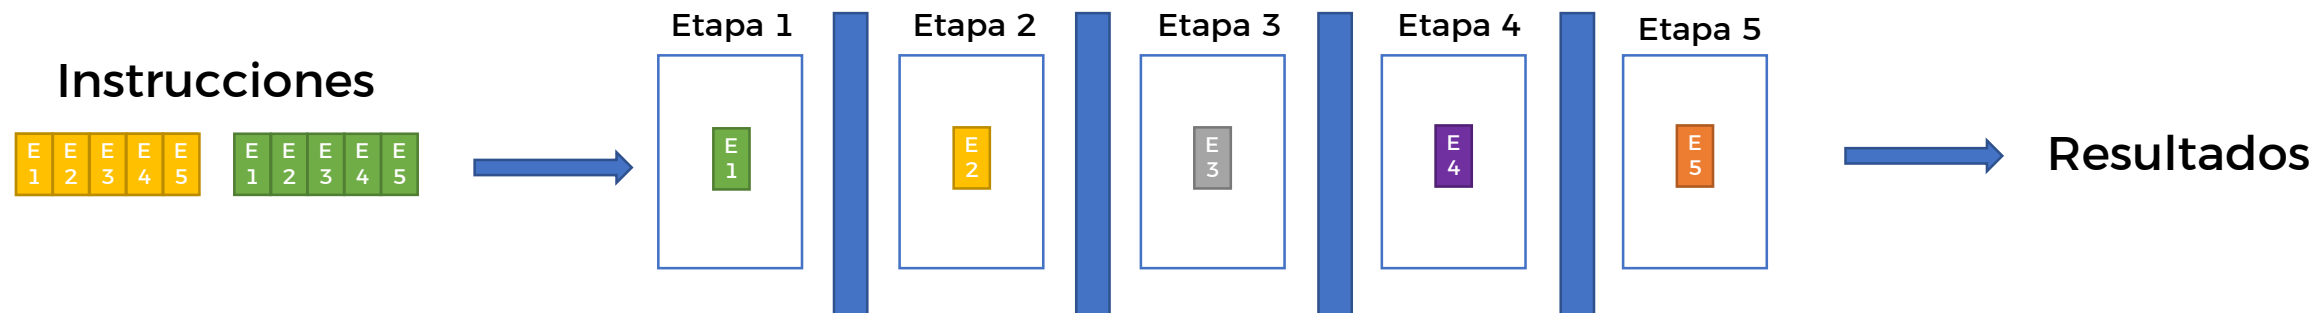 Instrucciones
E E E E E
1 2 3 4 5
E E E E E
1 2 3 4 5
Etapa 1
E
1
Etapa 2
E
2
Etapa 3
E
3
Etapa 4
E
4
Etapa 5
E
5
Resultados